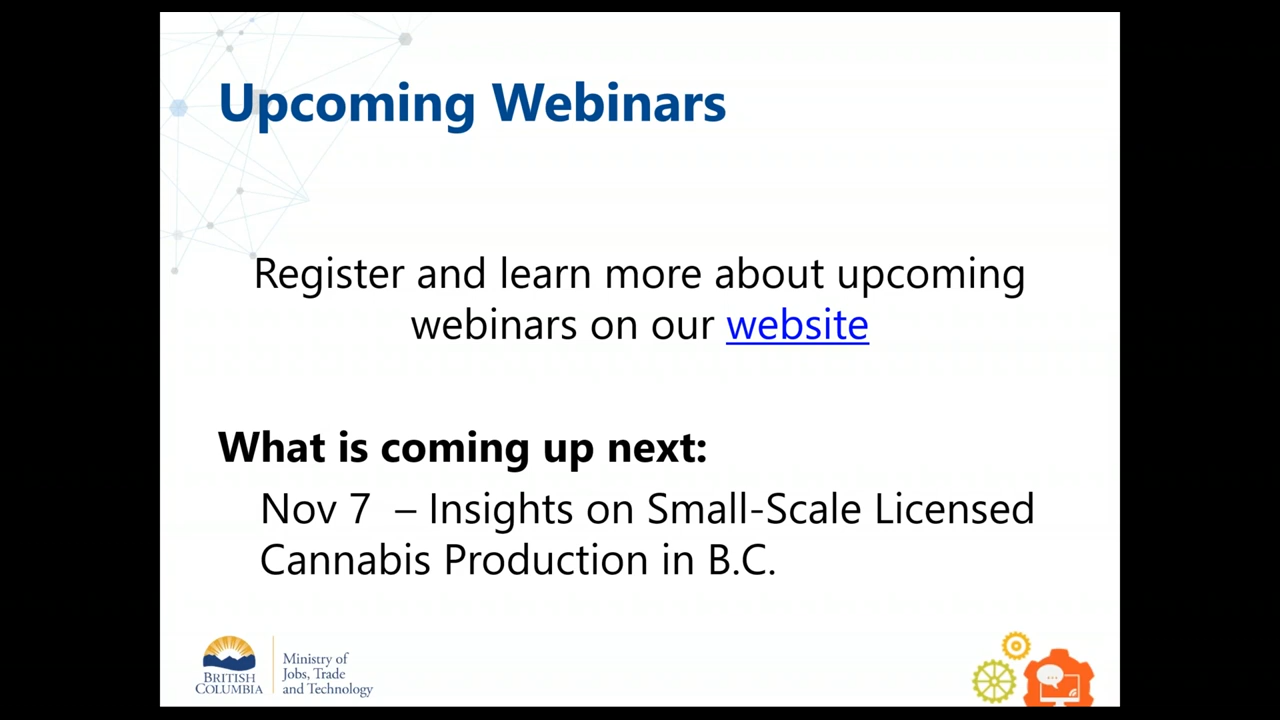 Upcoming Webinars
Register and learn more about upcoming
webinars on our website
What is coming up next:
Nov 7 – Insights on Small-Scale Licensed
Cannabis Production in B.C.
BRITISH
COLUMBIA
Ministry of
Jobs, Trade
and Technology